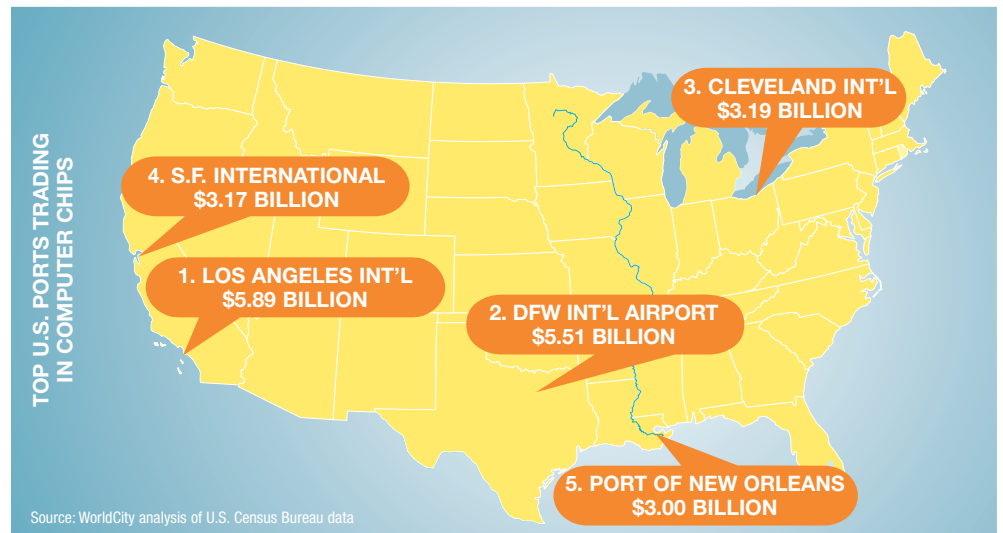 TOP U.S. PORTS TRADING
IN COMPUTER CHIPS
3. CLEVELAND INT'L
$3.19 BILLION
4. S.F. INTERNATIONAL
$3.17 BILLION
1. LOS ANGELES INT'L
$5.89 BILLION
2. DFW INT'L AIRPORT
$5.51 BILLION
5. PORT OF NEW ORLEANS
$3.00 BILLION
Source: WorldCity analysis of U.S. Census Bureau data